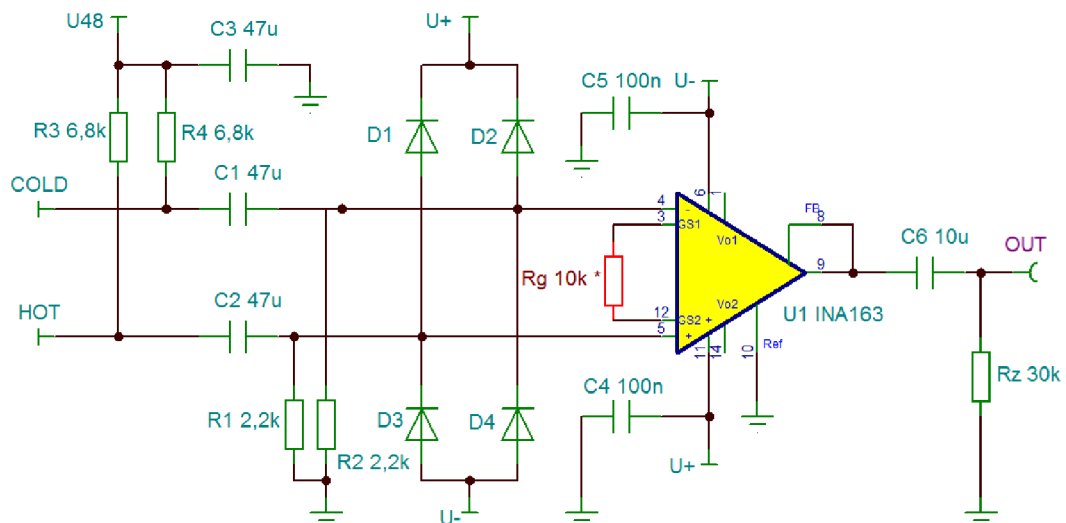 U48
C3 47u
U+
C5 100n
U-
R3 6,8k
R4 6,8k
D1
D2
COLD
C1 47u
4
-
6
1
3
GS1
Vo1
FB
8
Rg 10k *
9
C6 10u
OUT
HOT
C2 47u
12
GS2
+
5
+
Vo2
U1 INA163
11
14
10
Ref
R1 2,2k
R2 2,2k
D3
D4
C4 100n
Rz 30k
U-
U+